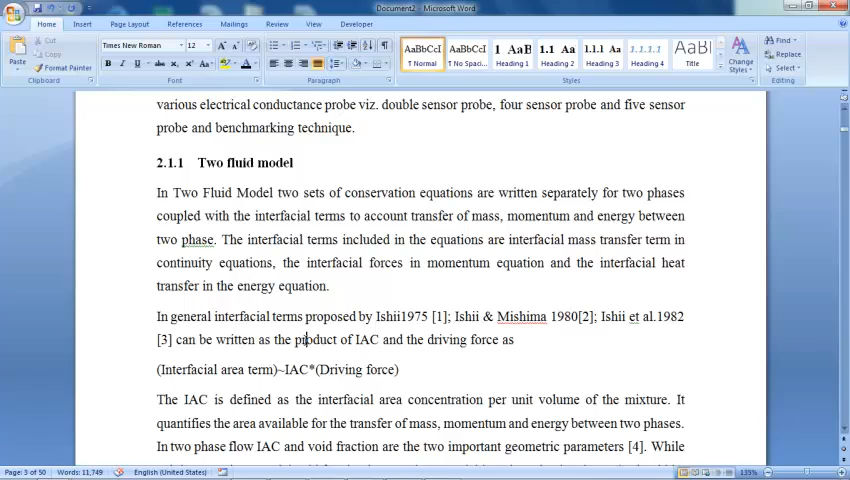 Document2 - Microsoft Word
Home Insert Page Layout References Mailings Review View Developer
Paste Cut Copy Format Painter Clipboard
Times New Roman 12 Font
Paragraph
AaBbCcI AaBbCcI 1 AaB 1.1 Aa 1.1.1 Aa 1.1.1.1 AaBl
¶ Normal ¶ No Spaci... Heading 1 Heading 2 Heading 3 Heading 4 Title
Change Styles Styles
Find Replace Select Editing
various electrical conductance probe viz. double sensor probe, four sensor probe and five sensor
probe and benchmarking technique.
2.1.1 Two fluid model
In Two Fluid Model two sets of conservation equations are written separately for two phases
coupled with the interfacial terms to account transfer of mass, momentum and energy between
two phase. The interfacial terms included in the equations are interfacial mass transfer term in
continuity equations, the interfacial forces in momentum equation and the interfacial heat
transfer in the energy equation.
In general interfacial terms proposed by Ishii1975 [1]; Ishii & Mishima 1980[2]; Ishii et al.1982
[3] can be written as the product of IAC and the driving force as
(Interfacial area term)~IAC*(Driving force)
The IAC is defined as the interfacial area concentration per unit volume of the mixture. It
quantifies the area available for the transfer of mass, momentum and energy between two phases.
In two phase flow IAC and void fraction are the two important geometric parameters [4]. While
Page: 3 of 50 Words: 11,749 English (United States) 135%